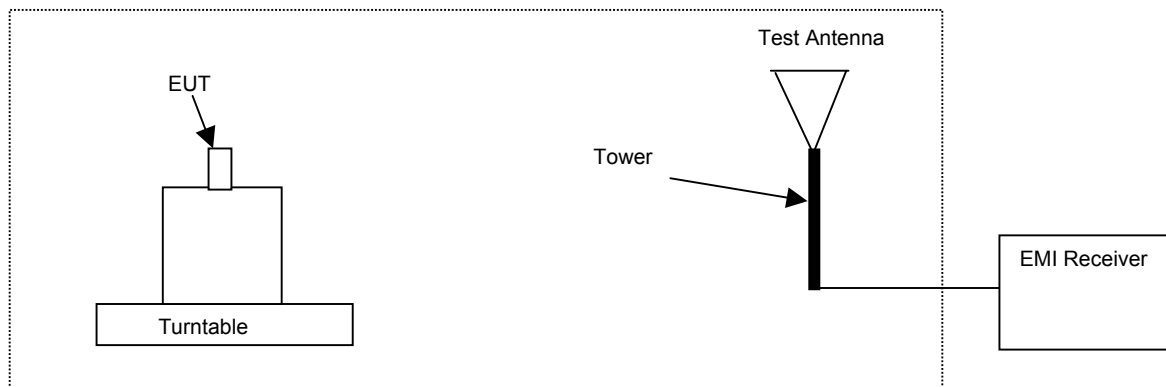 Test Antenna
EUT
Tower
EMI Receiver
Turntable